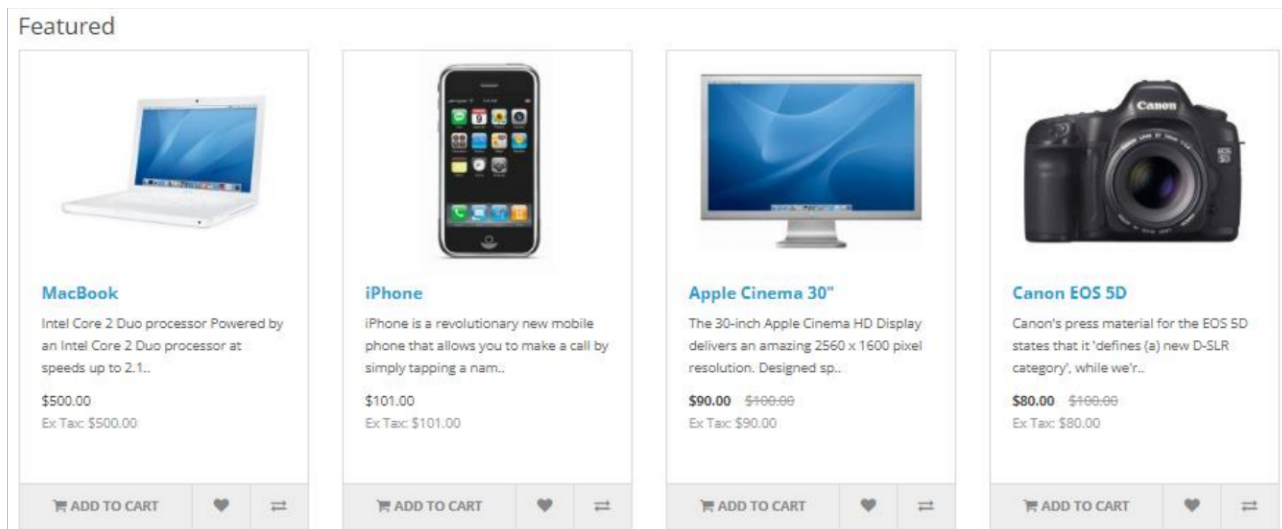 Featured
MacBook
Intel Core 2 Duo processor Powered by
an Intel Core 2 Duo processor at
speeds up to 2.1..
$500.00
Ex Tax: $500.00
ADD TO CART
iPhone
iPhone is a revolutionary new mobile
phone that allows you to make a call by
simply tapping a nam..
$101.00
Ex Tax: $101.00
ADD TO CART
Apple Cinema 30"
The 30-inch Apple Cinema HD Display
delivers an amazing 2560 x 1600 pixel
resolution. Designed sp..
$90.00 $100.00
Ex Tax: $90.00
ADD TO CART
Canon
EOS
5D
Canon EOS 5D
Canon's press material for the EOS 5D
states that it 'defines (a) new D-SLR
category', while we'r..
$80.00 $100.00
Ex Tax: $80.00
ADD TO CART